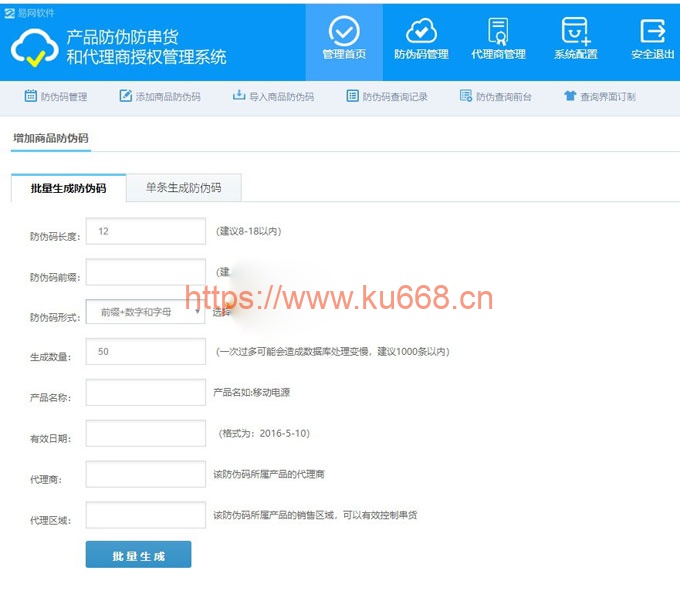 易网软件
产品防伪防串货
和代理商授权管理系统
管理首页 防伪码管理 代理商管理 系统配置 安全退出
防伪码管理 添加商品防伪码 导入商品防伪码 防伪码查询记录 防伪查询前台 查询界面订制
增加商品防伪码
批量生成防伪码 单条生成防伪码
防伪码长度: 12 (建议8-18以内)
防伪码前缀: (建
https://www.ku668.cn
防伪码形式: 前缀+数字和字母 选择
生成数量: 50 (一次过多可能会造成数据库处理变慢，建议1000条以内)
产品名称: 产品名如:移动电源
有效日期: (格式为：2016-5-10)
代理商: 该防伪码所属产品的代理商
代理区域: 该防伪码所属产品的销售区域，可以有效控制串货
批量生成